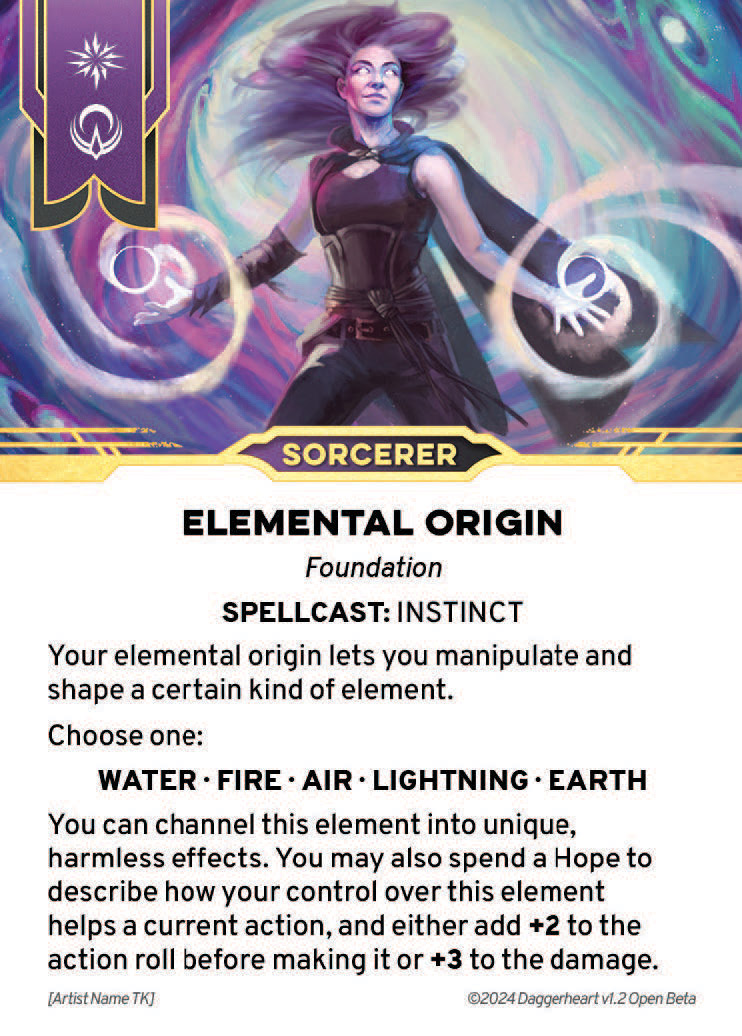 SORCERER
ELEMENTAL ORIGIN
Foundation
SPELLCAST: INSTINCT
Your elemental origin lets you manipulate and
shape a certain kind of element.
Choose one:
WATER · FIRE · AIR · LIGHTNING · EARTH
You can channel this element into unique,
harmless effects. You may also spend a Hope to
describe how your control over this element
helps a current action, and either add +2 to the
action roll before making it or +3 to the damage.
[Artist Name TK] ©2024 Daggerheart v1.2 Open Beta